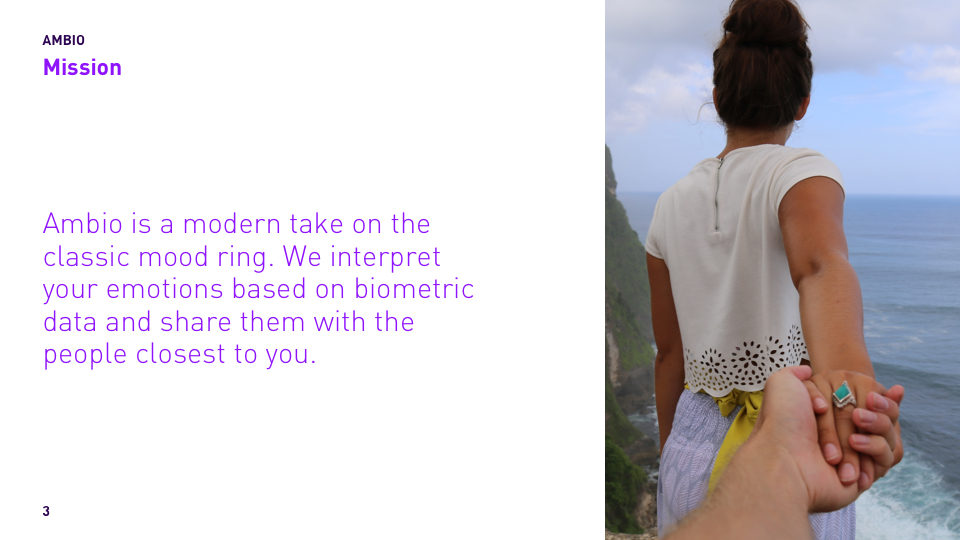 AMBIO
Mission
Ambio is a modern take on the
classic mood ring. We interpret
your emotions based on biometric
data and share them with the
people closest to you.
3